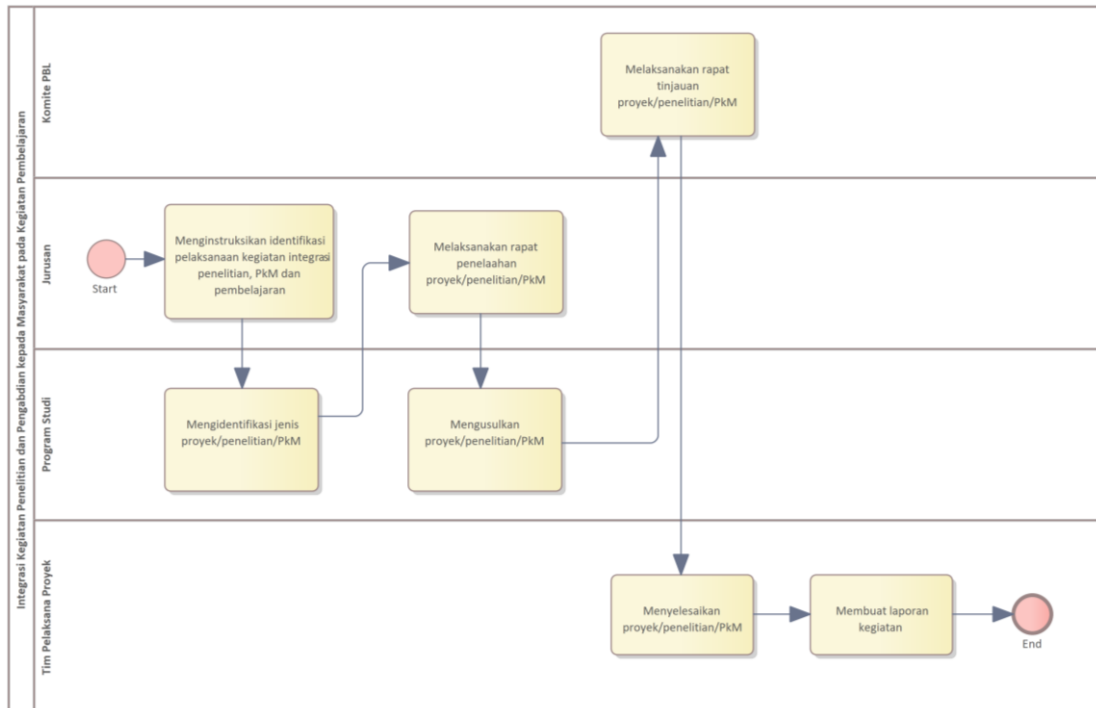 Integrasi Kegiatan Penelitian dan Pengabdian kepada Masyarakat pada Kegiatan Pembelajaran
Komite PBL
Melaksanakan rapat
tinjauan
proyek/penelitian/PkM
Jurusan
Start
Menginstruksikan identifikasi
pelaksanaan kegiatan integrasi
penelitian, PkM dan
pembelajaran
Melaksanakan rapat
penelaahan
proyek/penelitian/PkM
Program Studi
Mengidentifikasi jenis
proyek/penelitian/PkM
Mengusulkan
proyek/penelitian/PkM
Tim Pelaksana Proyek
Menyelesaikan
proyek/penelitian/PkM
Membuat laporan
kegiatan
End